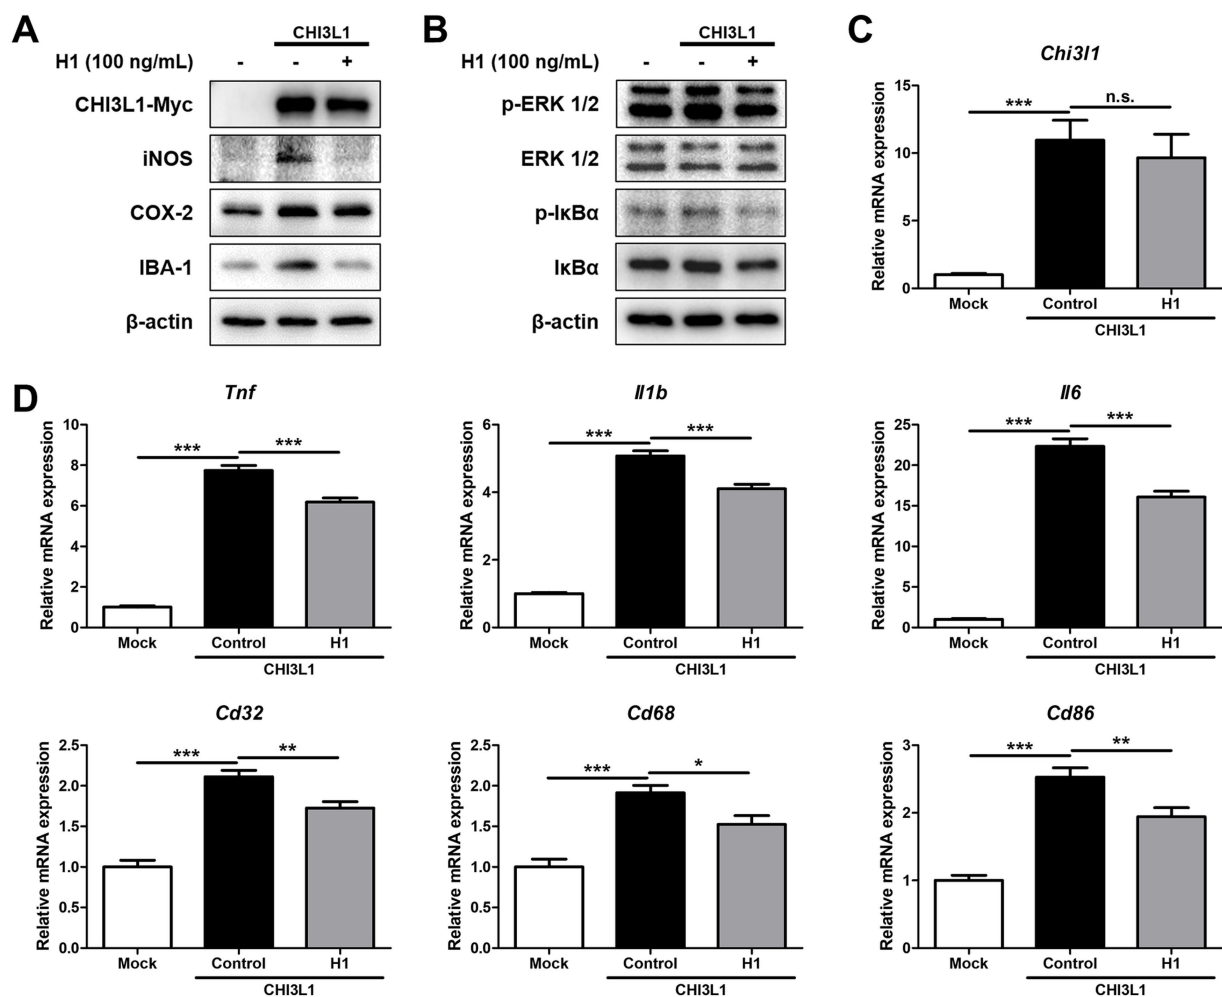 A
CHI3L1
H1 (100 ng/mL) - - +
CHI3L1-Myc
iNOS
COX-2
IBA-1
β-actin
B
CHI3L1
H1 (100 ng/mL) - - +
p-ERK 1/2
ERK 1/2
p-IκBα
IκBα
β-actin
C
Chi3l1
Relative mRNA expression
15
10
5
0
***
n.s.
Mock Control H1
CHI3L1
D
Tnf
Relative mRNA expression
10
8
6
4
2
0
***
***
Mock Control H1
CHI3L1
Il1b
Relative mRNA expression
6
4
2
0
***
***
Mock Control H1
CHI3L1
Il6
Relative mRNA expression
25
20
15
10
5
0
***
***
Mock Control H1
CHI3L1
Cd32
Relative mRNA expression
2.5
2.0
1.5
1.0
0.5
0.0
***
**
Mock Control H1
CHI3L1
Cd68
Relative mRNA expression
2.5
2.0
1.5
1.0
0.5
0.0
***
*
Mock Control H1
CHI3L1
Cd86
Relative mRNA expression
3
2
1
0
***
**
Mock Control H1
CHI3L1